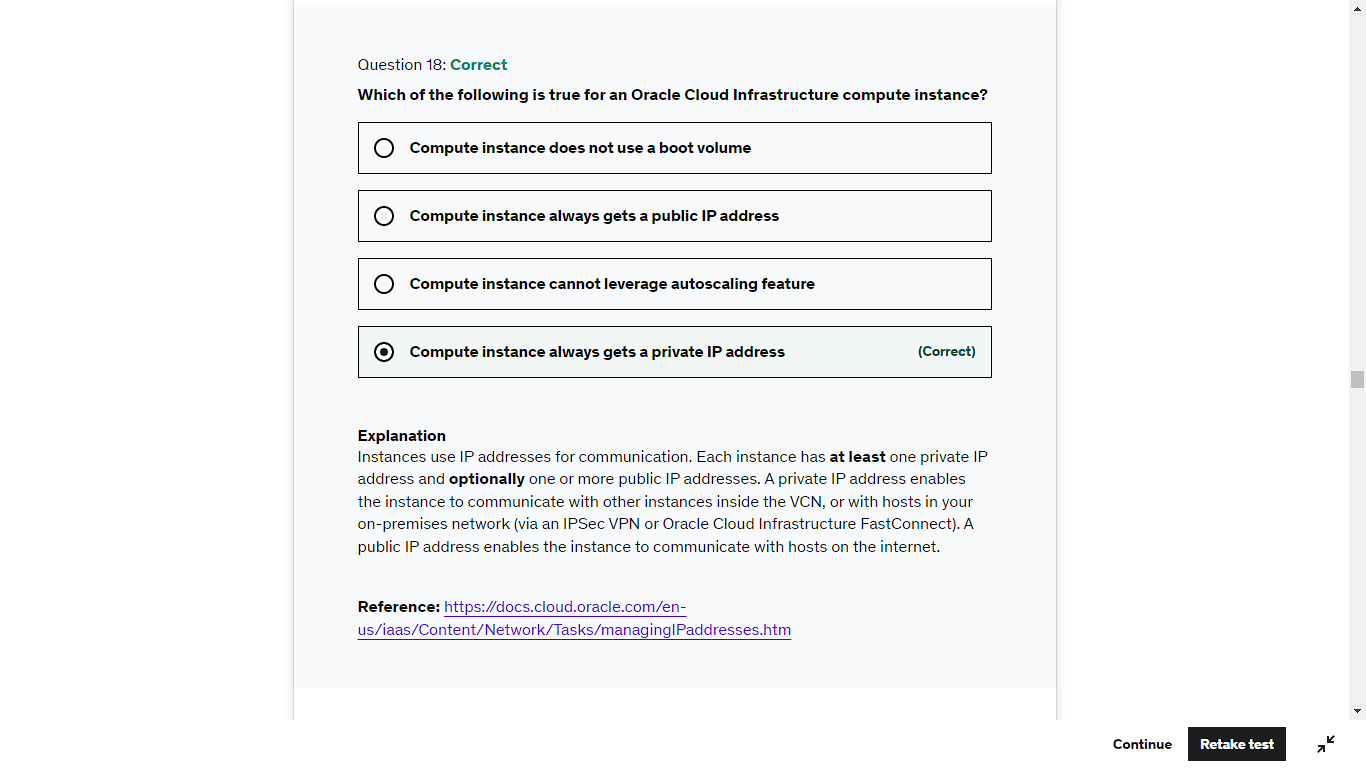 Question 18: Correct
Which of the following is true for an Oracle Cloud Infrastructure compute instance?
Compute instance does not use a boot volume
Compute instance always gets a public IP address
Compute instance cannot leverage autoscaling feature
Compute instance always gets a private IP address (Correct)
Explanation
Instances use IP addresses for communication. Each instance has at least one private IP
address and optionally one or more public IP addresses. A private IP address enables
the instance to communicate with other instances inside the VCN, or with hosts in your
on-premises network (via an IPSec VPN or Oracle Cloud Infrastructure FastConnect). A
public IP address enables the instance to communicate with hosts on the internet.
Reference: https://docs.cloud.oracle.com/en-
us/iaas/Content/Network/Tasks/managingIPaddresses.htm
Continue Retake test